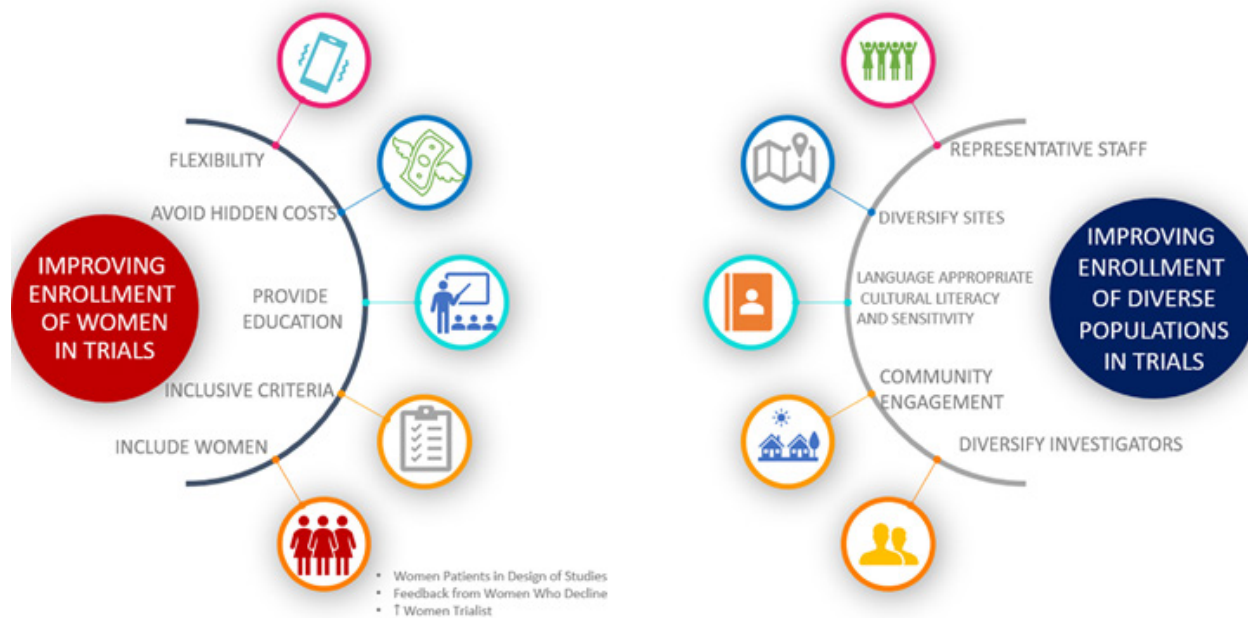 FLEXIBILITY
AVOID HIDDEN COSTS
IMPROVING
ENROLLMENT
OF WOMEN
IN TRIALS
PROVIDE
EDUCATION
INCLUSIVE CRITERIA
INCLUDE WOMEN
• Women Patients in Design of Studies
• Feedback from Women Who Decline
• ↑ Women Trialist
REPRESENTATIVE STAFF
DIVERSIFY SITES
LANGUAGE APPROPRIATE
CULTURAL LITERACY
AND SENSITIVITY
IMPROVING
ENROLLMENT
OF DIVERSE
POPULATIONS
IN TRIALS
COMMUNITY
ENGAGEMENT
DIVERSIFY INVESTIGATORS